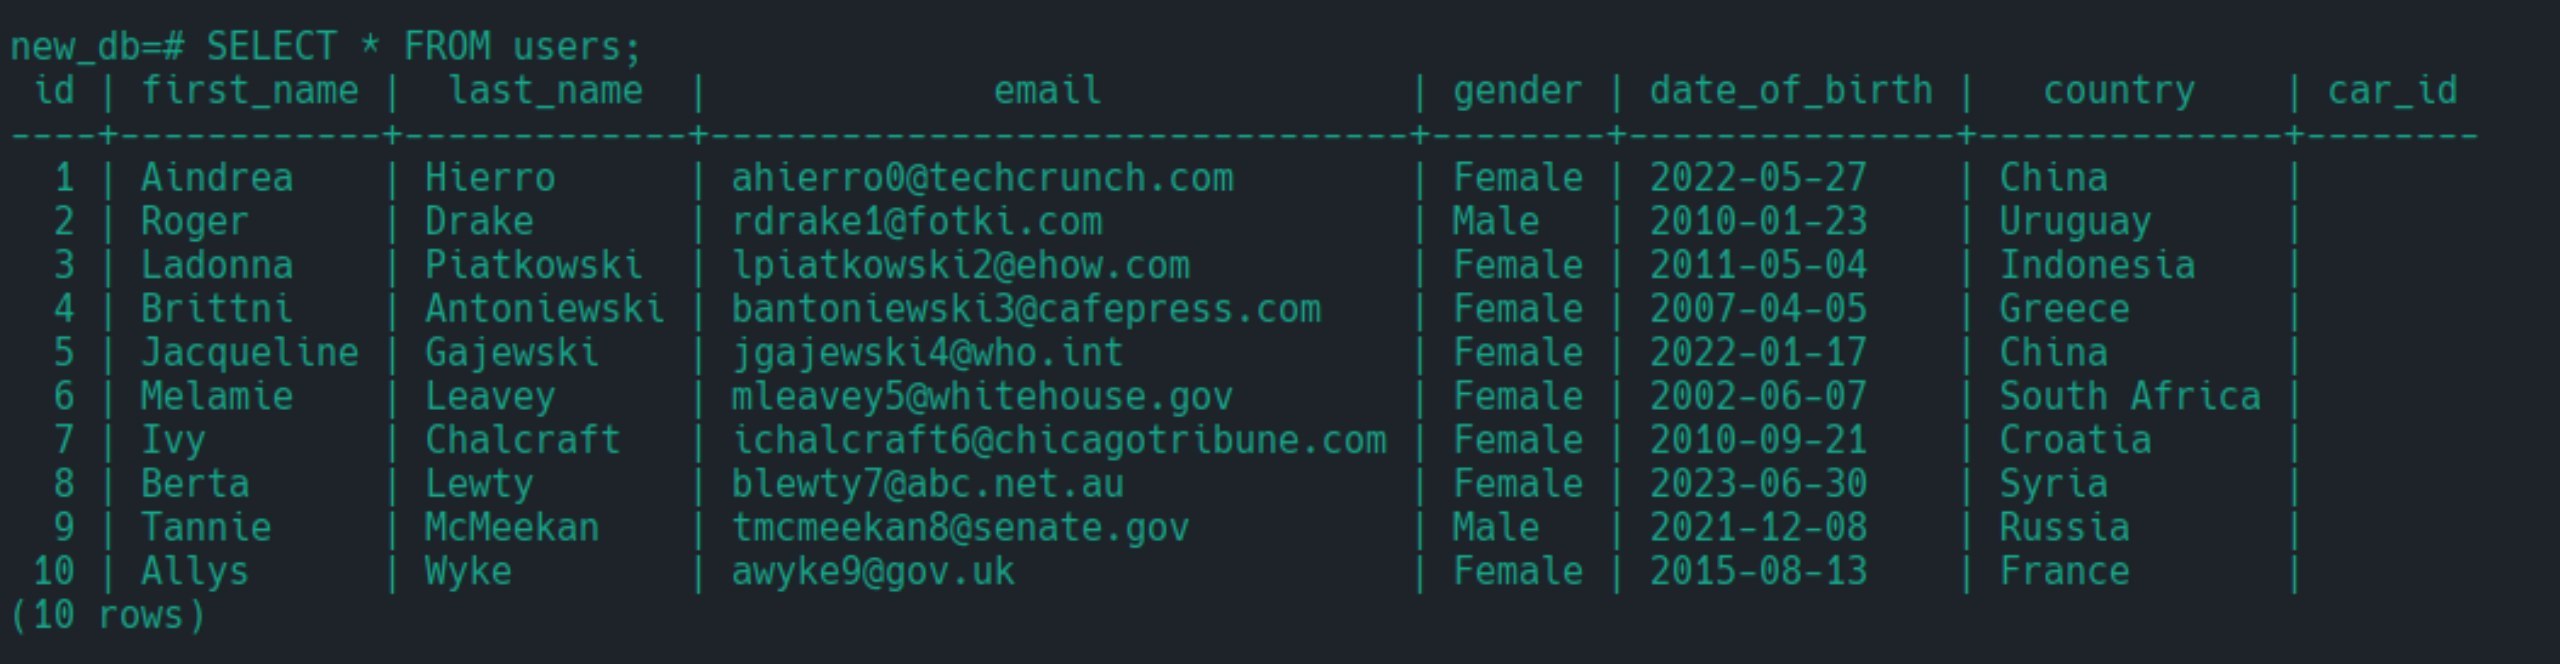 new_db=# SELECT * FROM users;
 id | first_name |  last_name  |             email              | gender | date_of_birth |   country    | car_id
----+------------+-------------+--------------------------------+--------+---------------+--------------+--------
  1 | Aindrea    | Hierro      | ahierro0@techcrunch.com        | Female | 2022-05-27    | China        |
  2 | Roger      | Drake       | rdrake1@fotki.com              | Male   | 2010-01-23    | Uruguay      |
  3 | Ladonna    | Piatkowski  | lpiatkowski2@ehow.com          | Female | 2011-05-04    | Indonesia    |
  4 | Brittni    | Antoniewski | bantoniewski3@cafepress.com    | Female | 2007-04-05    | Greece       |
  5 | Jacqueline | Gajewski    | jgajewski4@who.int             | Female | 2022-01-17    | China        |
  6 | Melamie    | Leavey      | mleavey5@whitehouse.gov        | Female | 2002-06-07    | South Africa |
  7 | Ivy        | Chalcraft   | ichalcraft6@chicagotribune.com | Female | 2010-09-21    | Croatia      |
  8 | Berta      | Lewty       | blewty7@abc.net.au             | Female | 2023-06-30    | Syria        |
  9 | Tannie     | McMeekan    | tmcmeekan8@senate.gov          | Male   | 2021-12-08    | Russia       |
 10 | Allys      | Wyke        | awyke9@gov.uk                  | Female | 2015-08-13    | France       |
(10 rows)